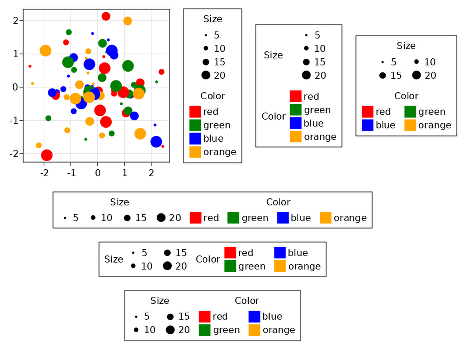 2
1
0
-1
-2
-2 -1 0 1 2
Size
5
10
15
20
Color
red
green
blue
orange
Size
5
10
15
20
Color
red
green
blue
orange
Size
5 10
15 20
Color
red green
blue orange
Size Color
5 10 15 20 red green blue orange
Size 5 15 Color red blue
10 20 green orange
Size Color
5 15 red blue
10 20 green orange